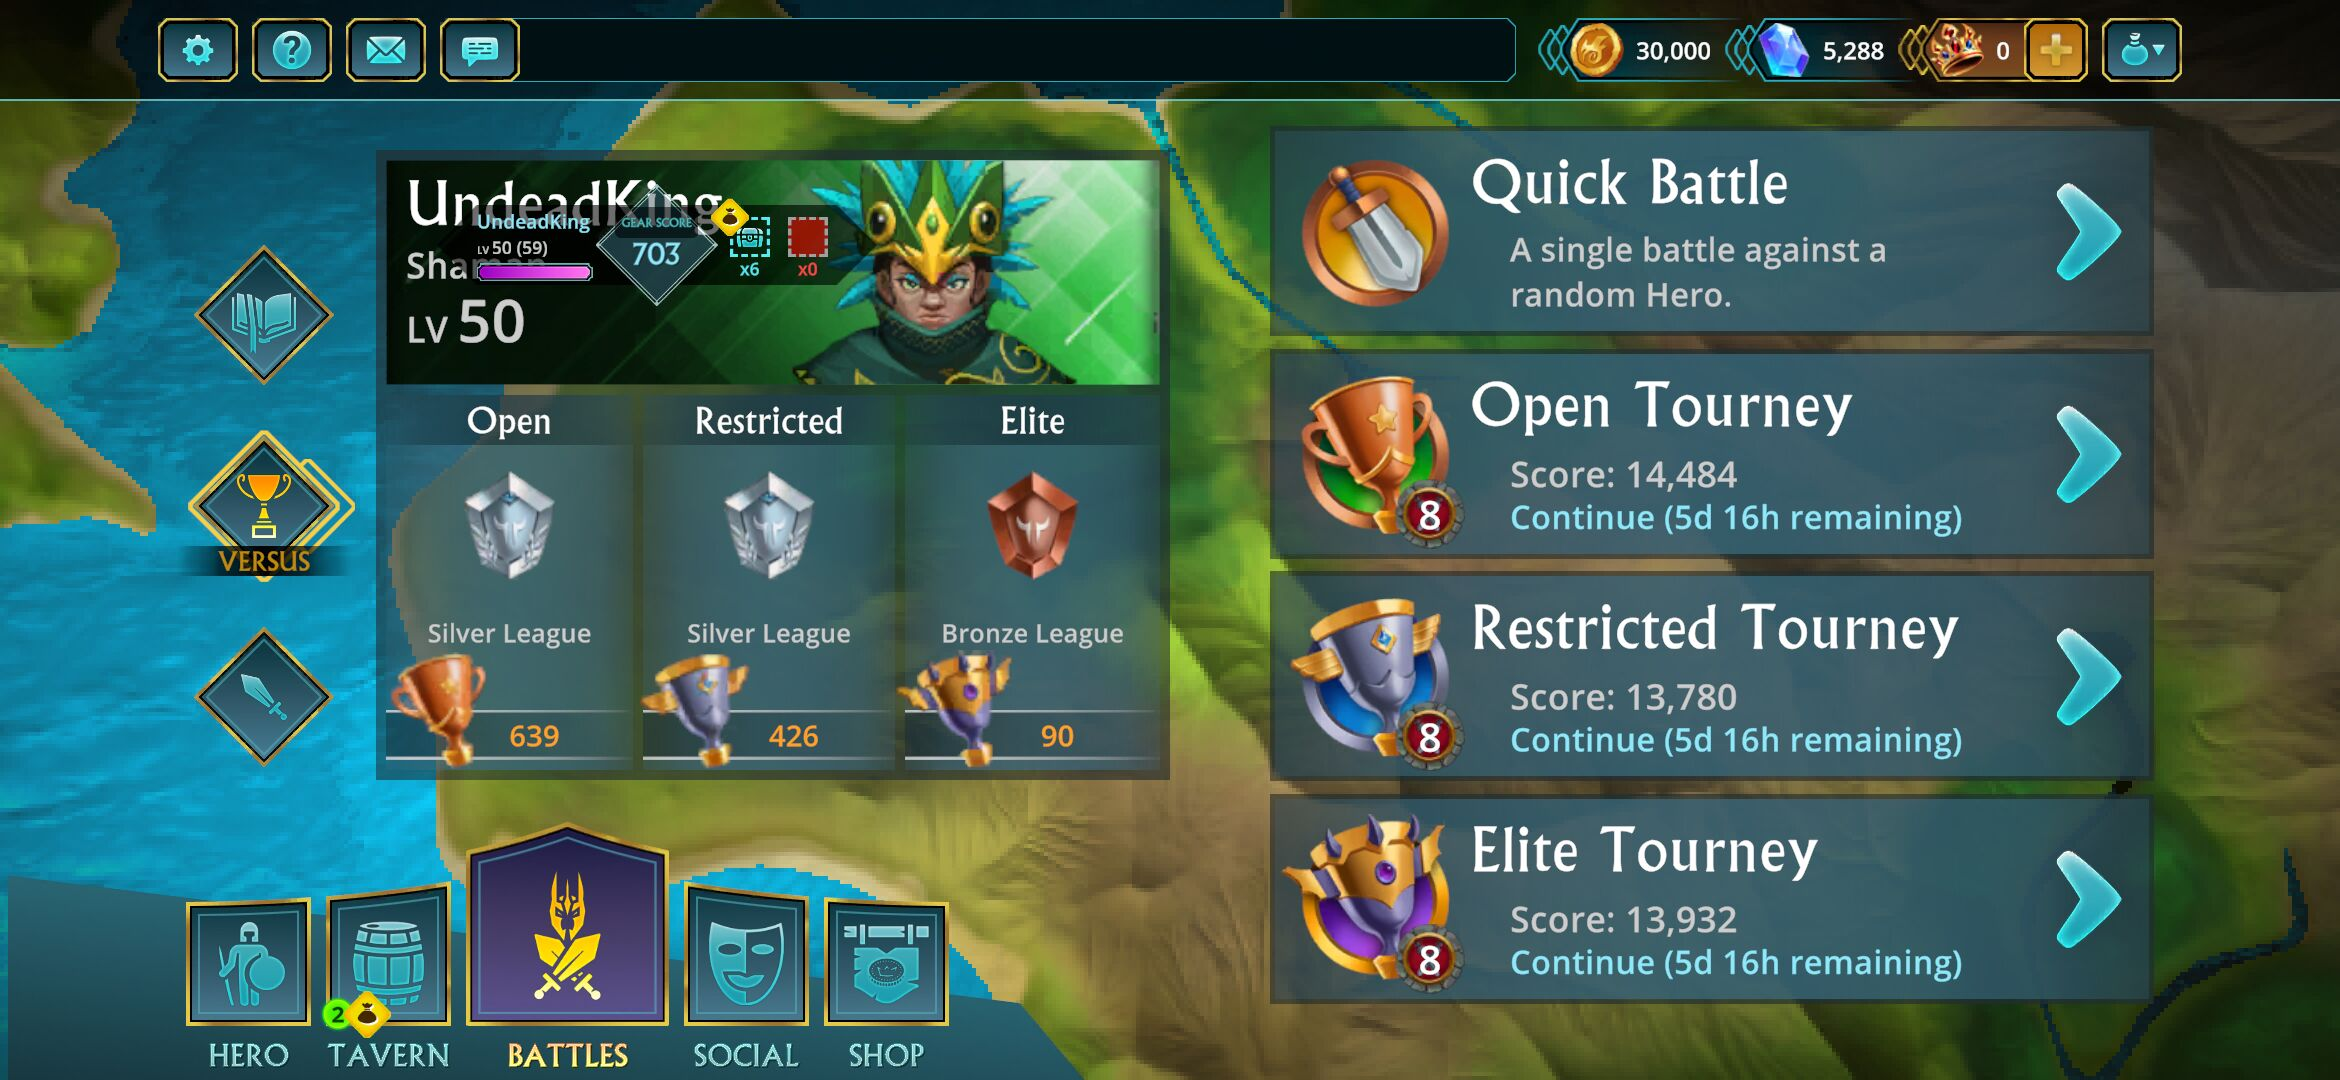 30,000
5,288
0
UndeadKing
UndeadKing
LV 50 (59)
GEAR SCORE
703
x6
x0
Shaman
LV 50
Open
Restricted
Elite
Silver League
Silver League
Bronze League
639
426
90
VERSUS
Quick Battle
A single battle against a
random Hero.
Open Tourney
Score: 14,484
Continue (5d 16h remaining)
8
Restricted Tourney
Score: 13,780
Continue (5d 16h remaining)
8
Elite Tourney
Score: 13,932
Continue (5d 16h remaining)
8
2
HERO
TAVERN
BATTLES
SOCIAL
SHOP